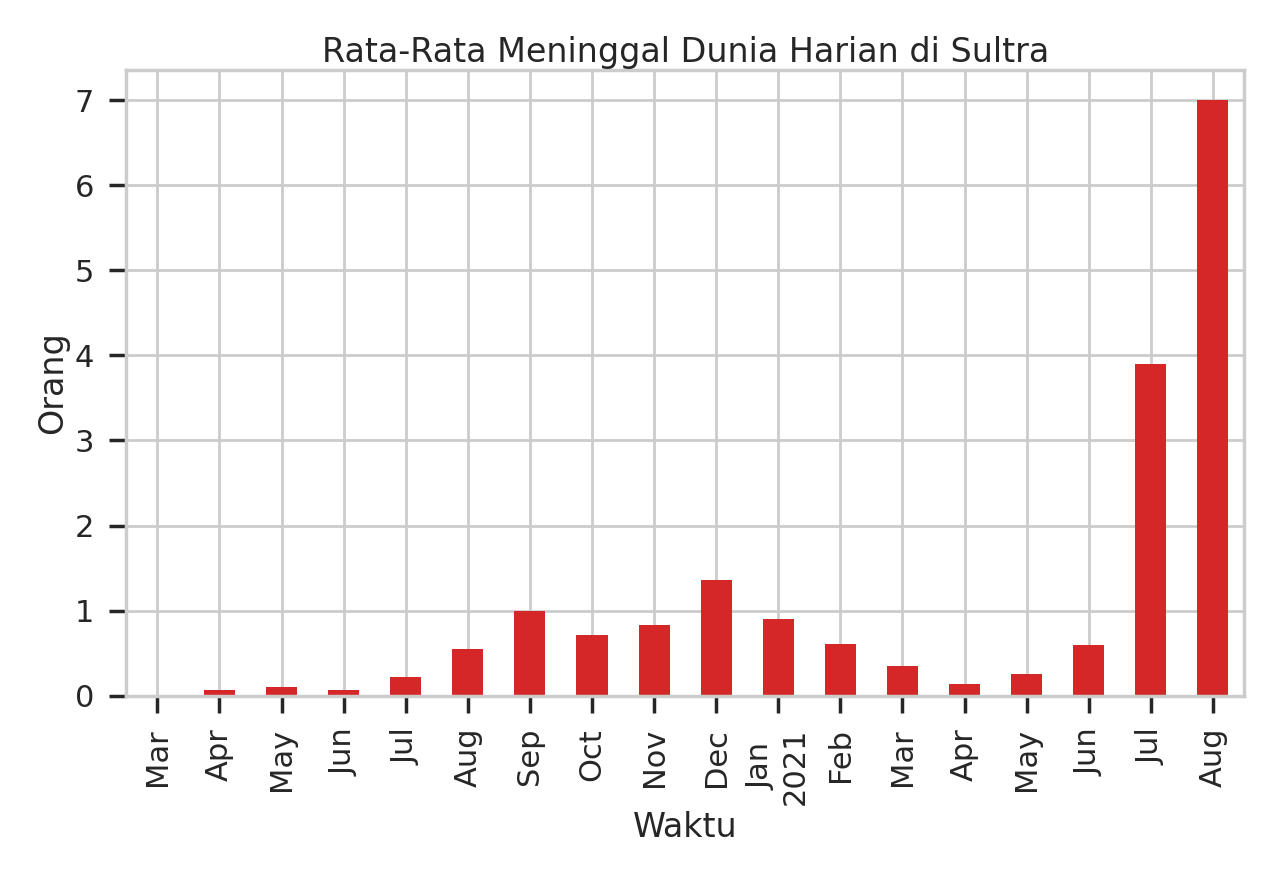 Rata-Rata Meninggal Dunia Harian di Sultra
7
6
5
4
3
2
1
0
Orang
Mar
Apr
May
Jun
Jul
Aug
Sep
Oct
Nov
Dec
Jan
2021
Feb
Mar
Apr
May
Jun
Jul
Aug
Waktu